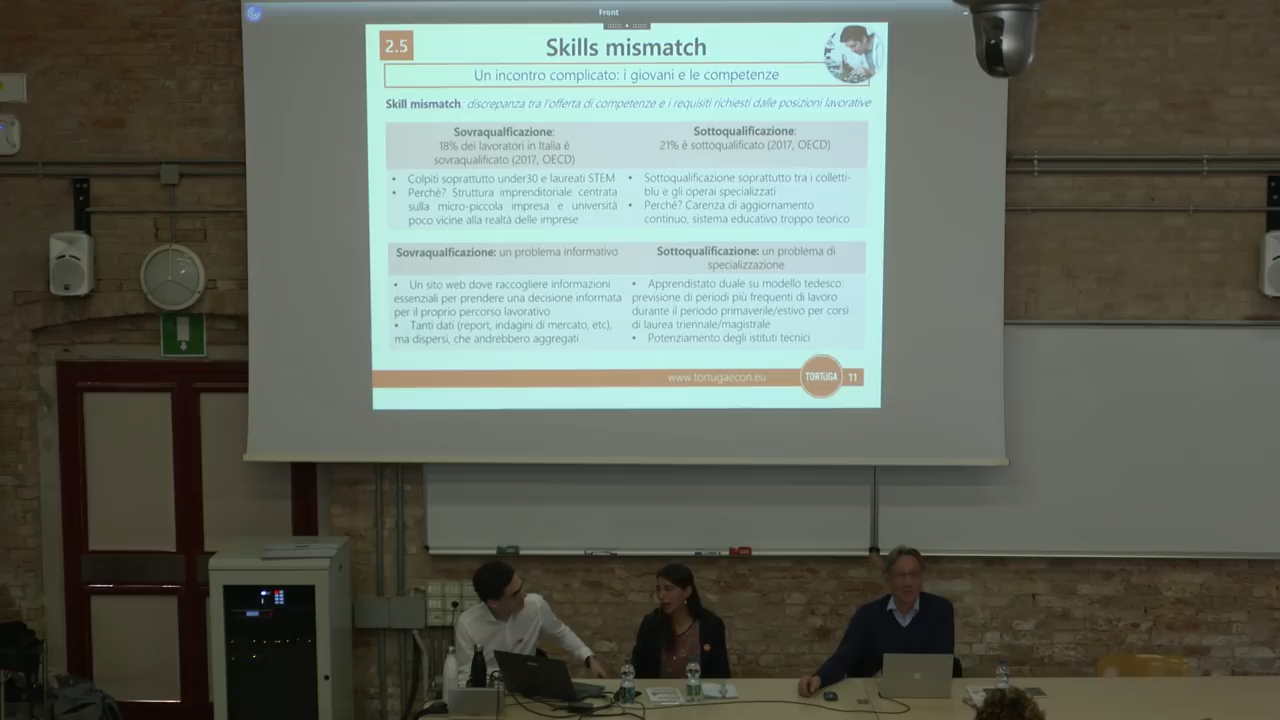 Front
2.5
Skills mismatch
Un incontro complicato: i giovani e le competenze
Skill mismatch: discrepanza tra l'offerta di competenze e i requisiti richiesti dalle posizioni lavorative
Sovraqualficazione:
18% dei lavoratori in Italia è
sovraqualificato (2017, OECD)
Sottoqualificazione:
21% è sottoqualificato (2017, OECD)
• Colpiti soprattutto under30 e laureati STEM
• Perché? Struttura imprenditoriale centrata
sulla micro-piccola impresa e università
poco vicine alla realtà delle imprese
• Sottoqualificazione soprattutto tra i colletti-
blu e gli operai specializzati
• Perché? Carenza di aggiornamento
continuo, sistema educativo troppo teorico
Sovraqualificazione: un problema informativo
Sottoqualificazione: un problema di
specializzazione
• Un sito web dove raccogliere informazioni
essenziali per prendere una decisione informata
per il proprio percorso lavorativo
• Tanti dati (report, indagini di mercato, etc),
ma dispersi, che andrebbero aggregati
• Apprendistato duale su modello tedesco:
previsione di periodi più frequenti di lavoro
durante il periodo primaverile/estivo per corsi
di laurea triennale/magistrale
• Potenziamento degli istituti tecnici
www.tortugaecon.eu
TORTUGA
11